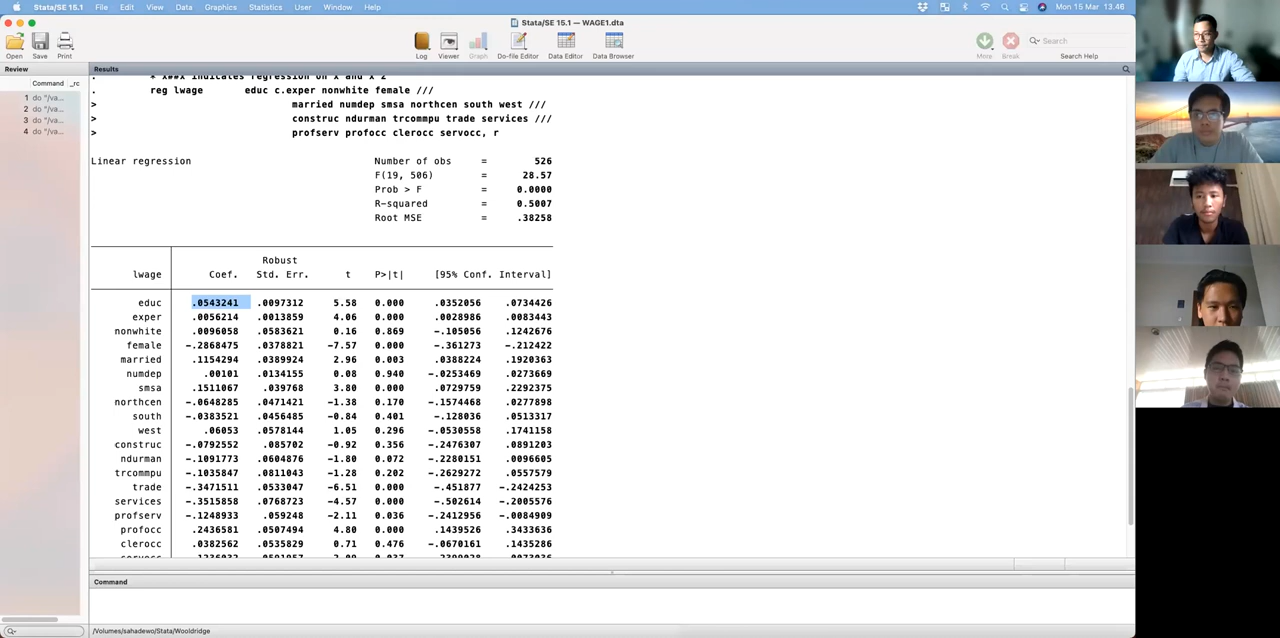 Stata/SE 15.1 File Edit View Data Graphics Statistics User Window Help Mon 15 Mar 13.46
Stata/SE 15.1 — WAGE1.dta
Open Save Print Log Viewer Graph Do-file Editor Data Editor Data Browser More Break Search
Search Help
Review Results
Command _rc
1 do "/va...
2 do "/va...
3 do "/va...
4 do "/va...
. reg lwage educ c.exper nonwhite female ///
> married numdep smsa northcen south west ///
> construc ndurman trcommpu trade services ///
> profserv profocc clerocc servocc, r
Linear regression Number of obs = 526
F(19, 506) = 28.57
Prob > F = 0.0000
R-squared = 0.5007
Root MSE = .38258
Robust
lwage Coef. Std. Err. t P>|t| [95% Conf. Interval]
educ .0543241 .0097312 5.58 0.000 .0352056 .0734426
exper .0056214 .0013859 4.06 0.000 .0028986 .0083443
nonwhite .0096058 .0583621 0.16 0.869 -.105056 .1242676
female -.2868475 .0378821 -7.57 0.000 -.361273 -.212422
married .1154294 .0389924 2.96 0.003 .0388224 .1920363
numdep .00101 .0134155 0.08 0.940 -.0253469 .0273669
smsa .1511067 .039768 3.80 0.000 .0729759 .2292375
northcen -.0648285 .0471421 -1.38 0.170 -.1574468 .0277898
south -.0383521 .0456485 -0.84 0.401 -.128036 .0513317
west .06053 .0578144 1.05 0.296 -.0530558 .1741158
construc -.0792552 .085702 -0.92 0.356 -.2476307 .0891203
ndurman -.1091773 .0604876 -1.80 0.072 -.2280151 .0096605
trcommpu -.1035847 .0811043 -1.28 0.202 -.2629272 .0557579
trade -.3471511 .0533047 -6.51 0.000 -.451877 -.2424253
services -.3515858 .0768723 -4.57 0.000 -.502614 -.2005576
profserv -.1248933 .059248 -2.11 0.036 -.2412956 -.0084909
profocc .2436581 .0507494 4.80 0.000 .1439526 .3433636
clerocc .0382562 .0535829 0.71 0.476 -.0670161 .1435286
Command
/Volumes/sahadewo/Stata/Wooldridge